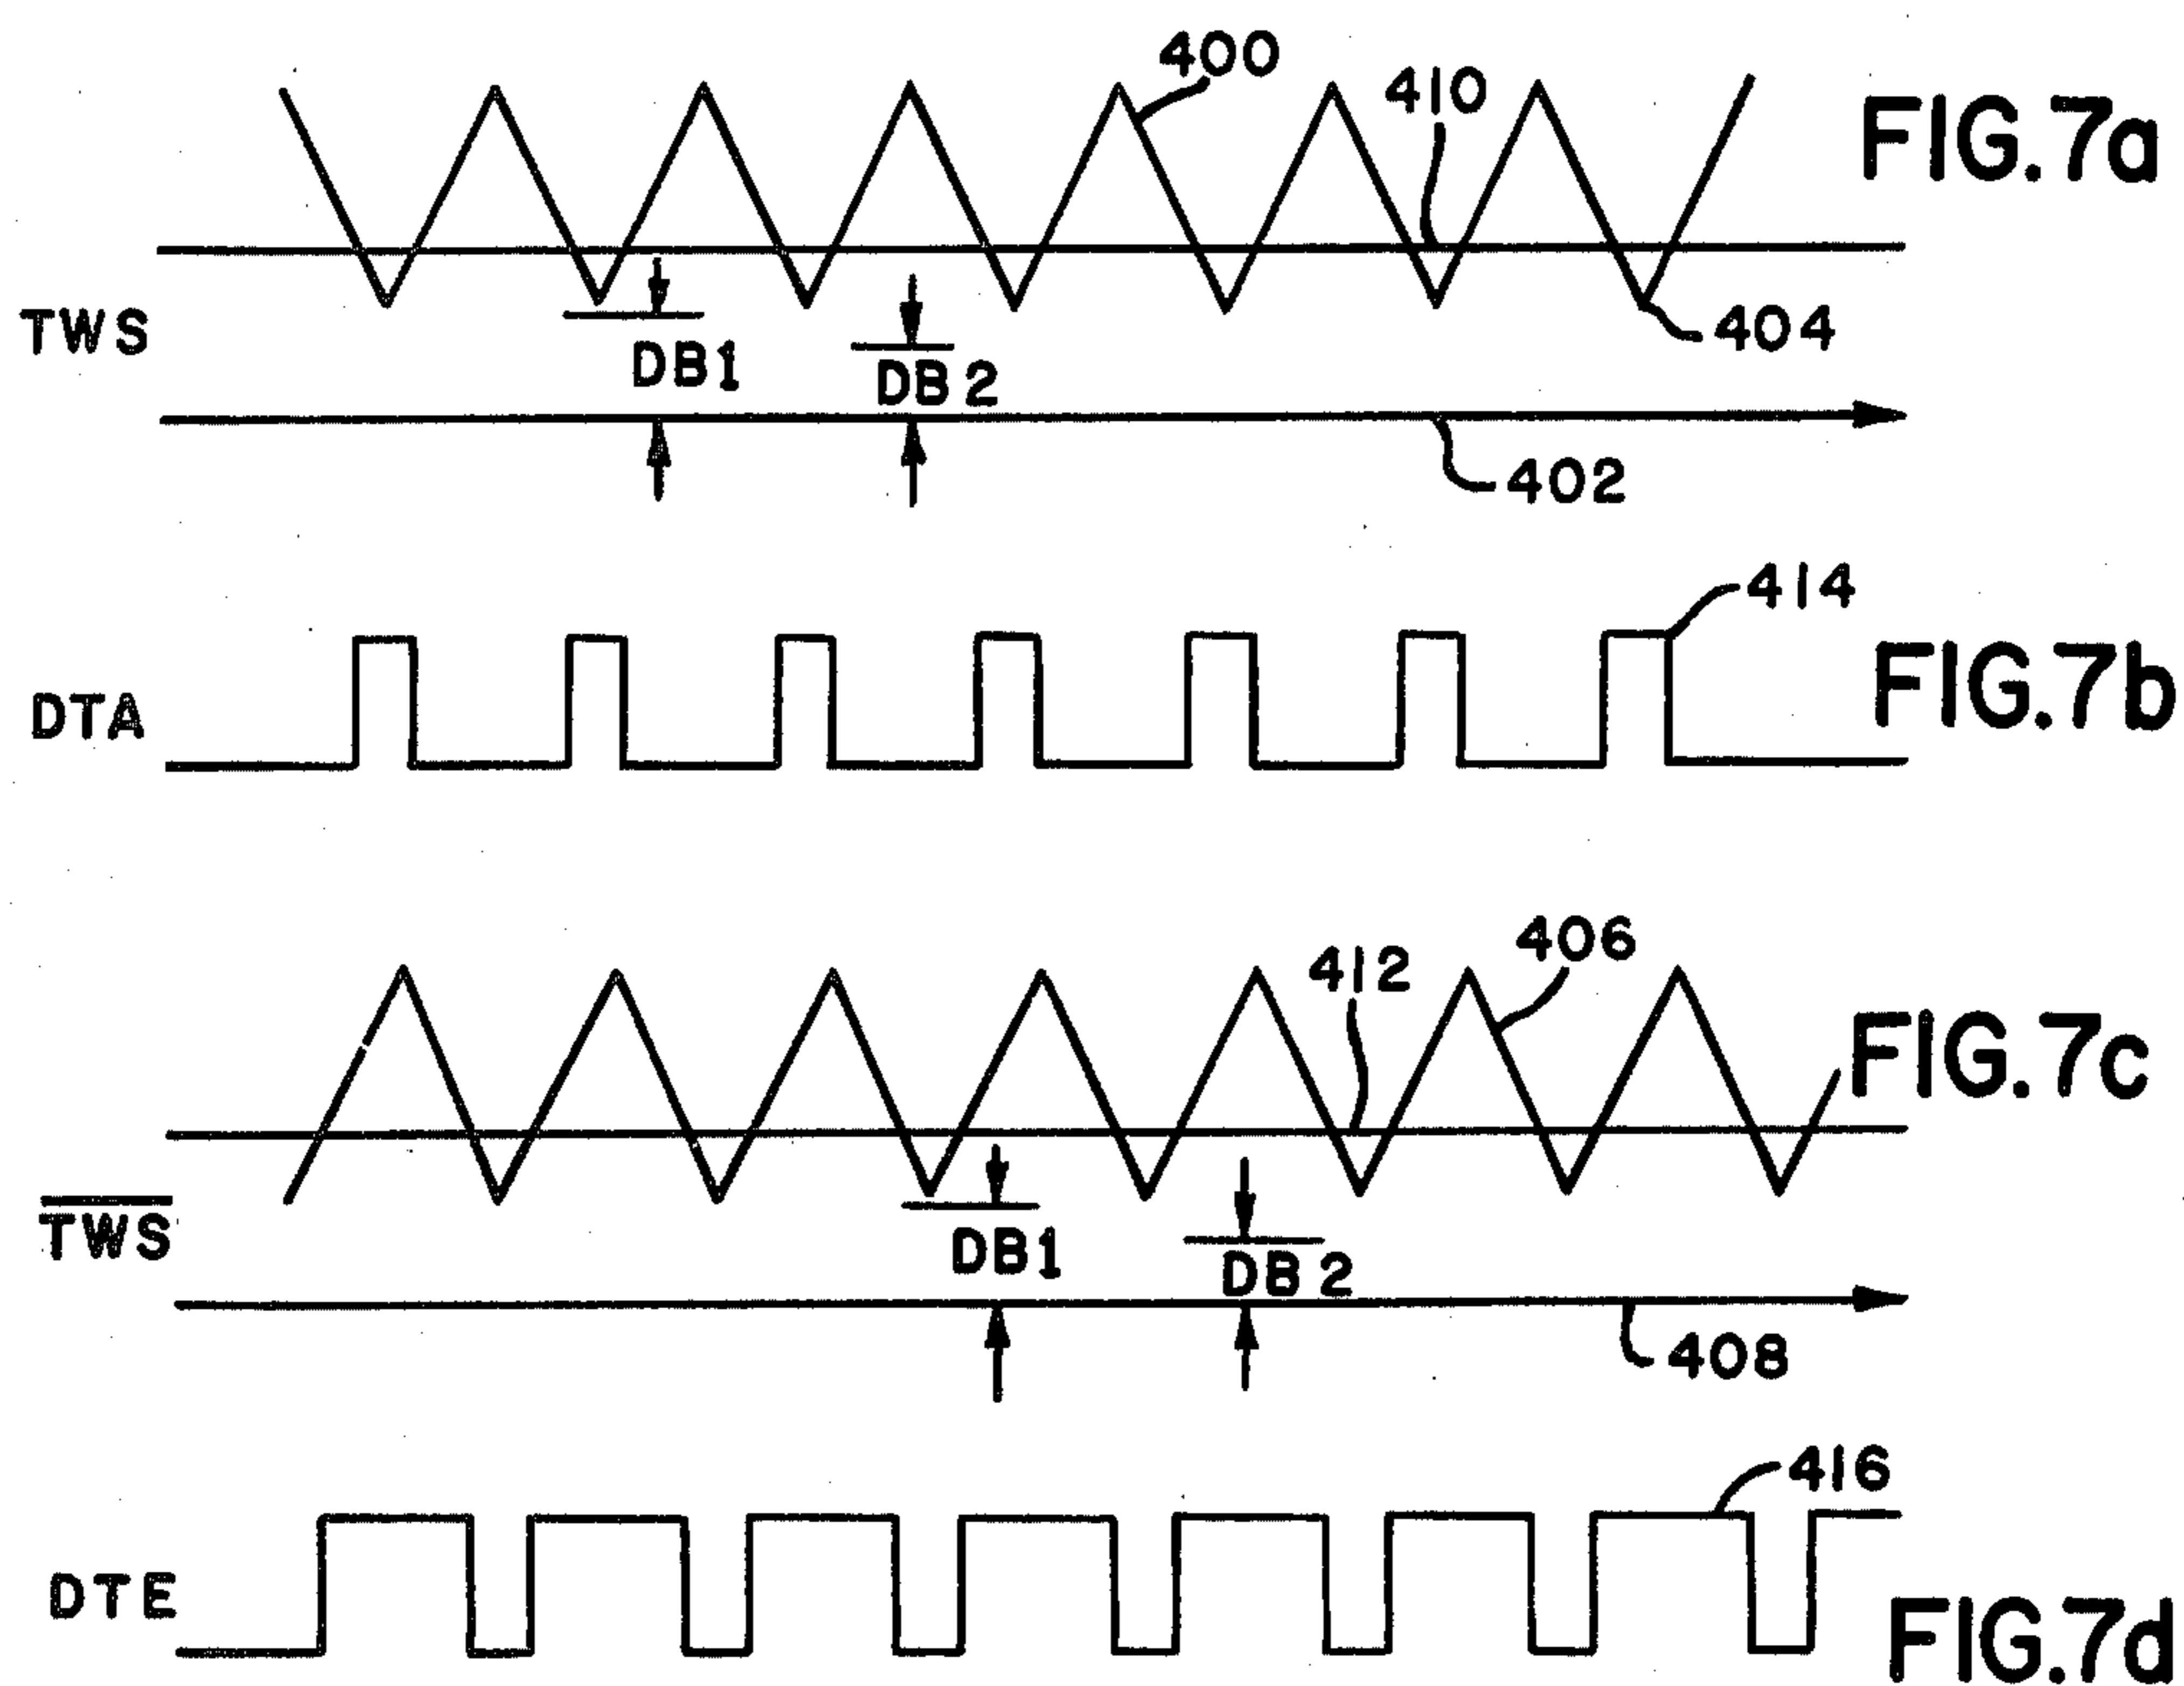 400
410
FIG.7a
TWS
404
DB1
DB2
402
414
FIG.7b
DTA
406
412
FIG.7c
T̅W̅S̅
DB1
DB2
408
416
DTE
FIG.7d